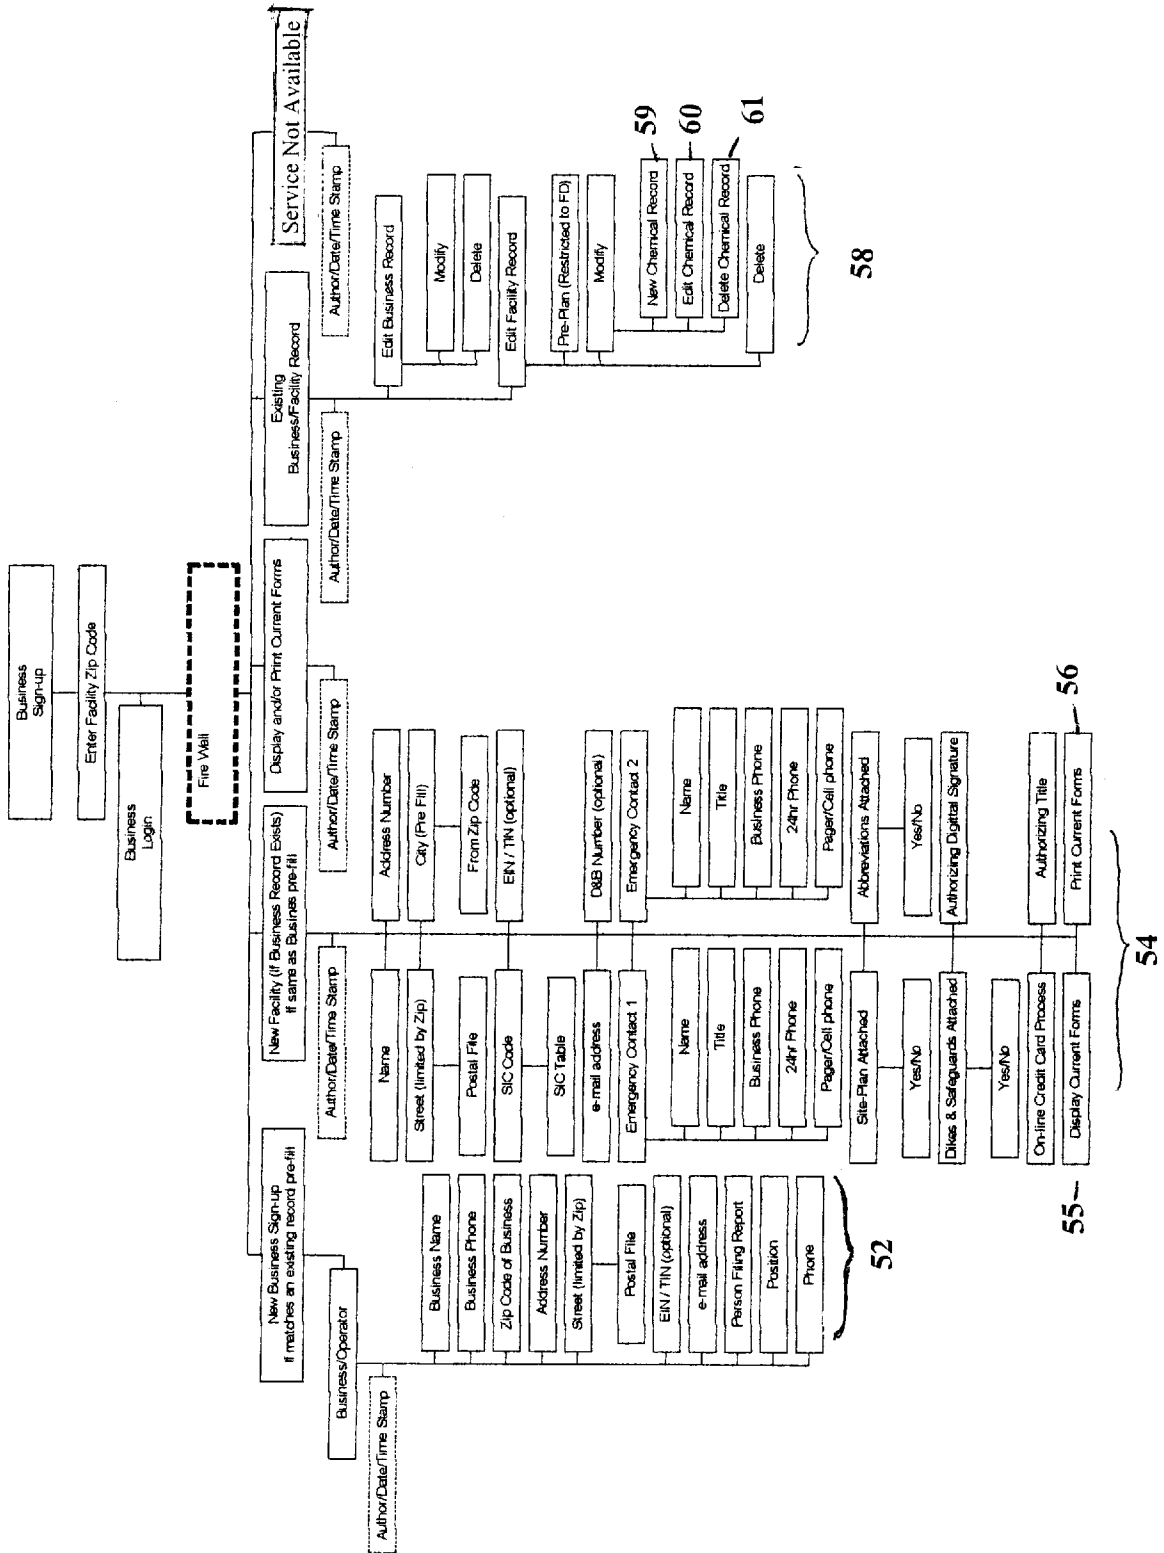 Business
Sign-up
Enter Facility Zip Code
Business
Login
Fire Wall
New Business Sign-up
If matches an existing record pre-fill
New Facility (If Business Record Exists)
If same as Busines pre-fill
Display and/or Print Current Forms
Existing
Business/Facility Record
Service Not Available
Business/Operator
Author/Date/Time Stamp
Business Name
Business Phone
Zip Code of Business
Address Number
Street (limited by Zip)
Postal File
EIN / TIN (optional)
e-mail address
Person Filing Report
Position
Phone
52
Author/Date/Time Stamp
Name
Address Number
Street (limited by Zip)
City (Pre Fill)
Postal File
From Zip Code
SIC Code
EIN / TIN (optional)
SIC Table
e-mail address
D&B Number (optional)
Emergency Contact 1
Emergency Contact 2
Name
Title
Business Phone
24hr Phone
Pager/Cell phone
Name
Title
Business Phone
24hr Phone
Pager/Cell phone
Site-Plan Attached
Abbreviations Attached
Yes/No
Yes/No
Dikes & Safeguards Attached
Authorizing Digittal Signature
Yes/No
On-line Credit Card Process
Authorizing Title
Display Current Forms
Print Current Forms
55
56
54
Author/Date/Time Stamp
Author/Date/Time Stamp
Author/Date/Time Stamp
Edit Business Record
Modify
Delete
Edit Facility Record
Pre-Plan (Restricted to FD)
Modify
New Chemical Record
59
Edit Chemical Record
60
Delete Chemical Record
61
Delete
58